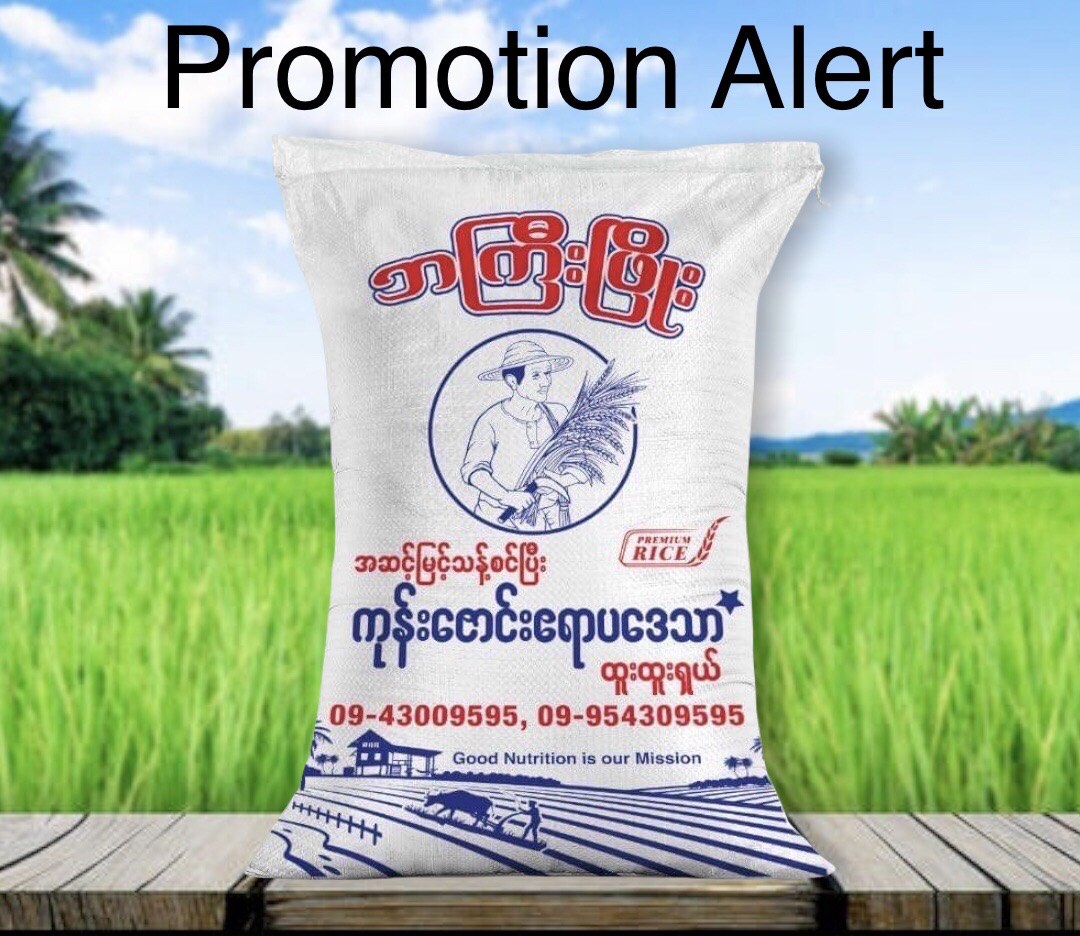 Promotion Alert
ဘကြီးဖြိုး
PREMIUM
RICE
အဆင့်မြင့်သန့်စင်ပြီး
ကုန်းဇောင်းဧရာပဒေသာ
ထူးထူးရှယ်
09-43009595, 09-954309595
Good Nutrition is our Mission